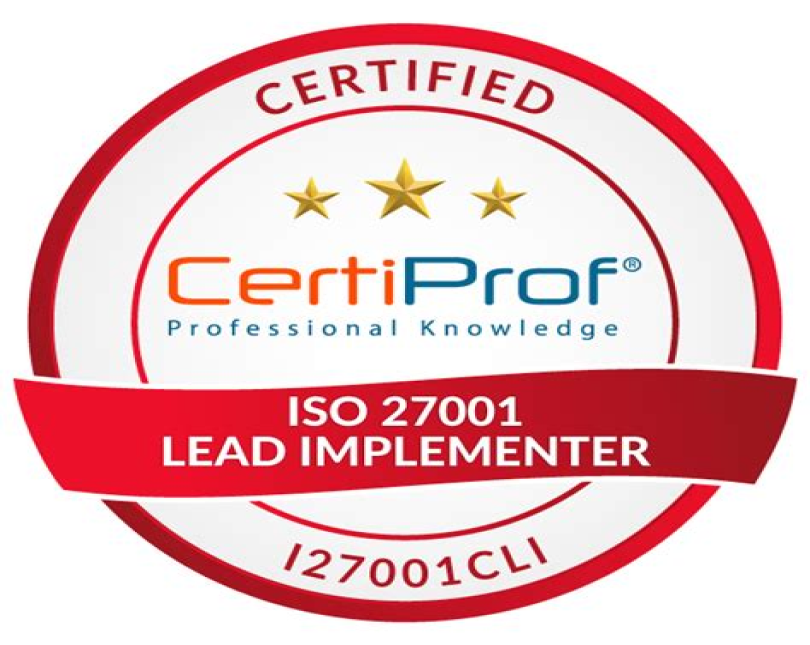 CERTIFIED
CertiProf®
Professional Knowledge
ISO 27001
LEAD IMPLEMENTER
I27001CLI